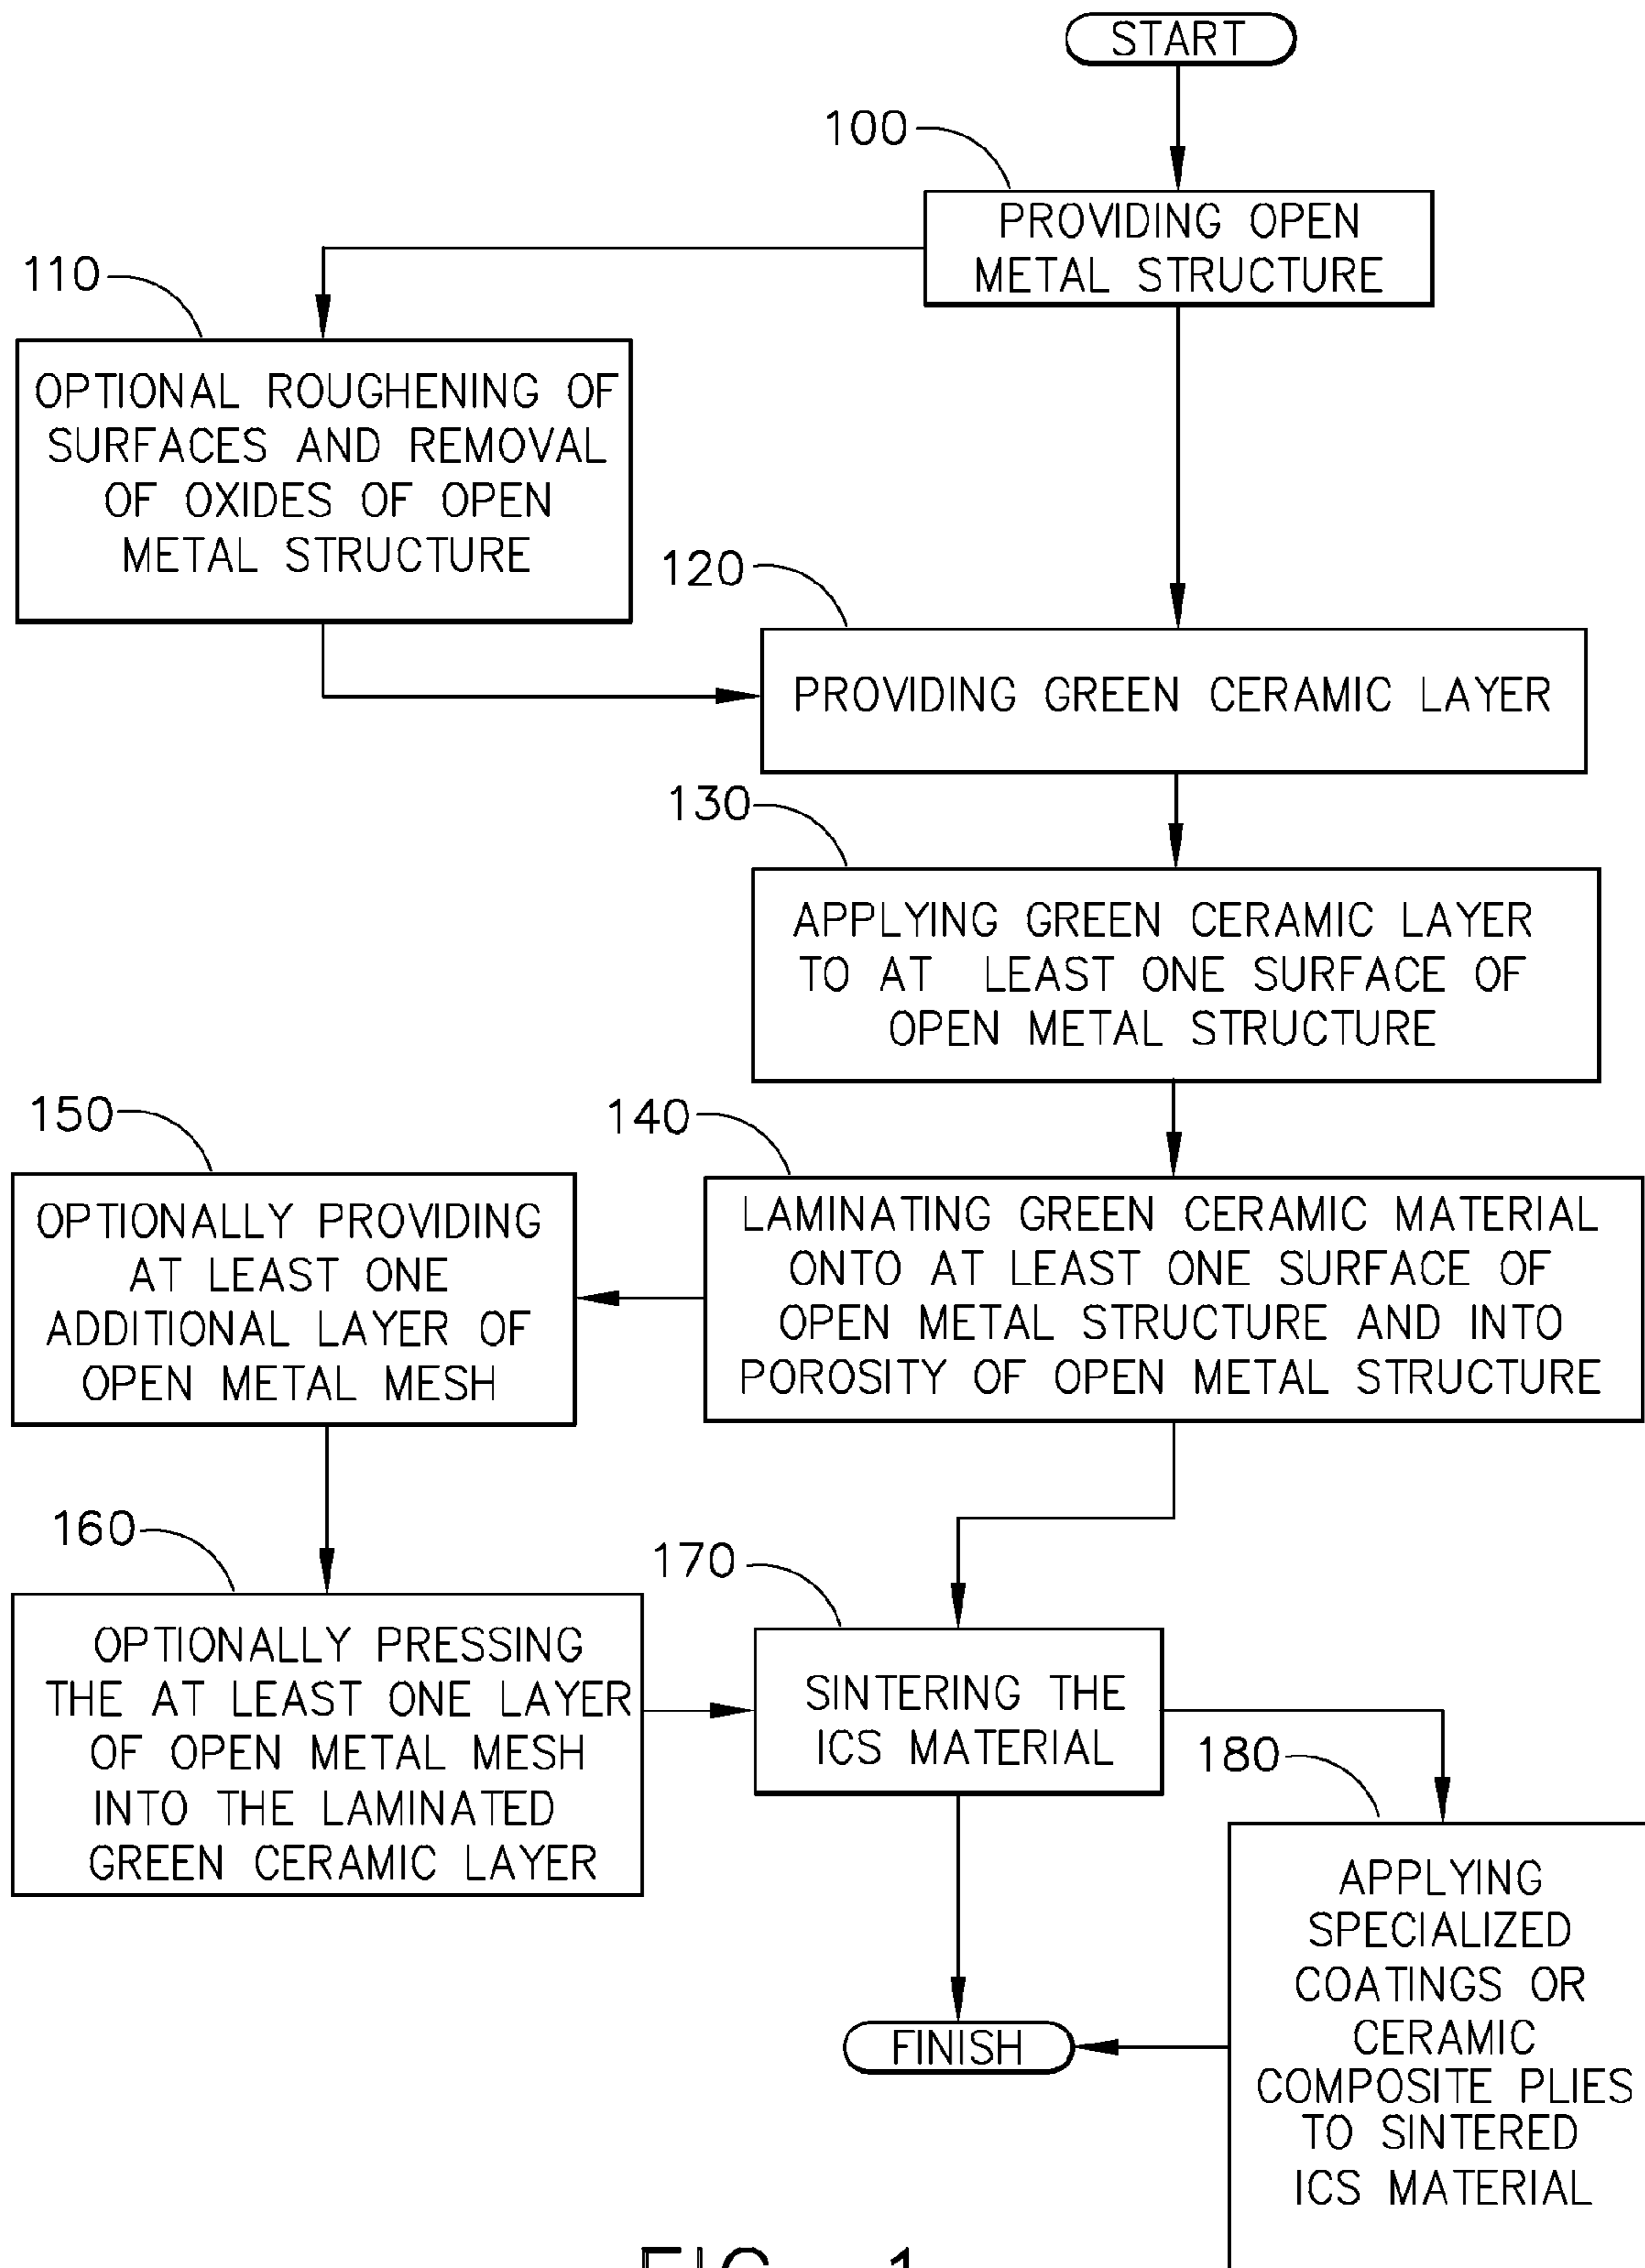 START
100
PROVIDING OPEN
METAL STRUCTURE
110
OPTIONAL ROUGHENING OF
SURFACES AND REMOVAL
OF OXIDES OF OPEN
METAL STRUCTURE
120
PROVIDING GREEN CERAMIC LAYER
130
APPLYING GREEN CERAMIC LAYER
TO AT LEAST ONE SURFACE OF
OPEN METAL STRUCTURE
140
LAMINATING GREEN CERAMIC MATERIAL
ONTO AT LEAST ONE SURFACE OF
OPEN METAL STRUCTURE AND INTO
POROSITY OF OPEN METAL STRUCTURE
150
OPTIONALLY PROVIDING
AT LEAST ONE
ADDITIONAL LAYER OF
OPEN METAL MESH
160
OPTIONALLY PRESSING
THE AT LEAST ONE LAYER
OF OPEN METAL MESH
INTO THE LAMINATED
GREEN CERAMIC LAYER
170
SINTERING THE
ICS MATERIAL
180
APPLYING
SPECIALIZED
COATINGS OR
CERAMIC
COMPOSITE PLIES
TO SINTERED
ICS MATERIAL
FINISH
FIG. 1